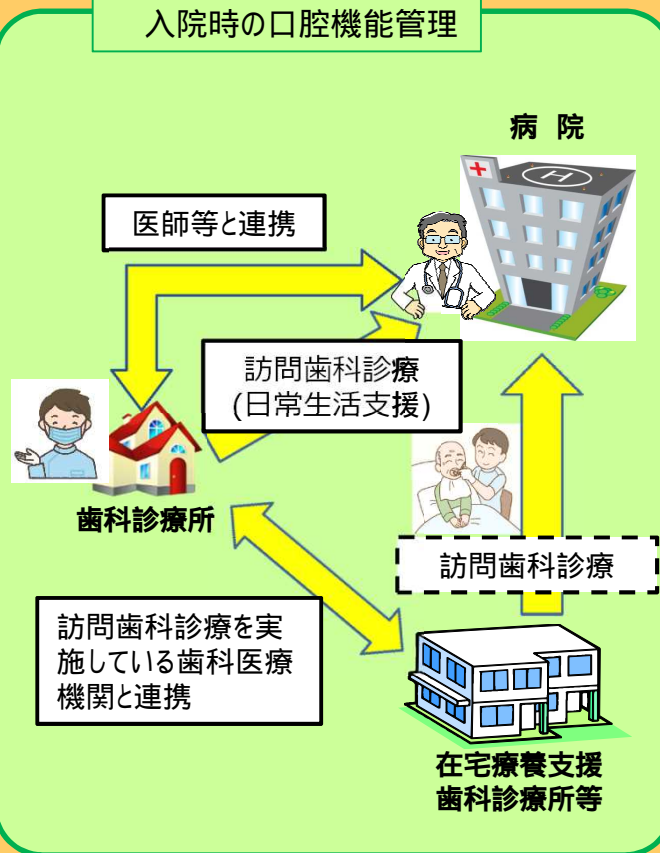 入院時の口腔機能管理
病 院
医師等と連携
訪問歯科診療
(日常生活支援)
歯科診療所
訪問歯科診療
訪問歯科診療を実
施している歯科医療
機関と連携
在宅療養支援
歯科診療所等
H